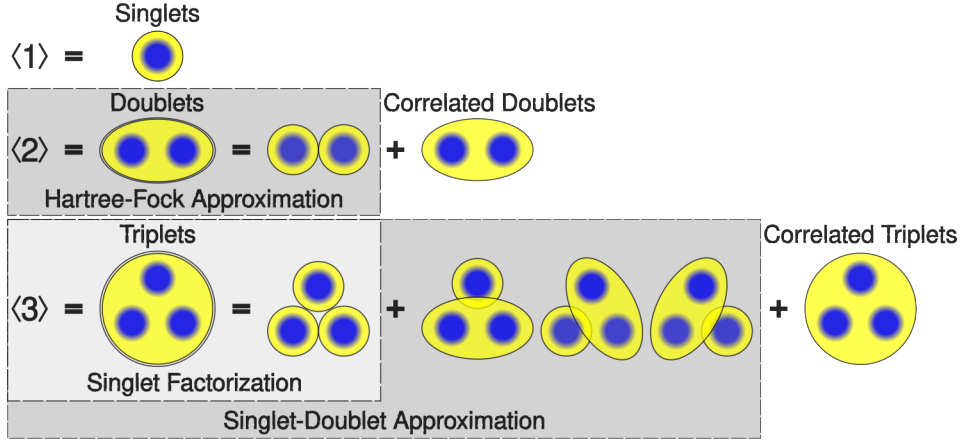 Singlets
⟨1⟩ =
Doublets
Correlated Doublets
⟨2⟩ = = +
Hartree-Fock Approximation
Triplets
Correlated Triplets
⟨3⟩ = = + +
Singlet Factorization
Singlet-Doublet Approximation